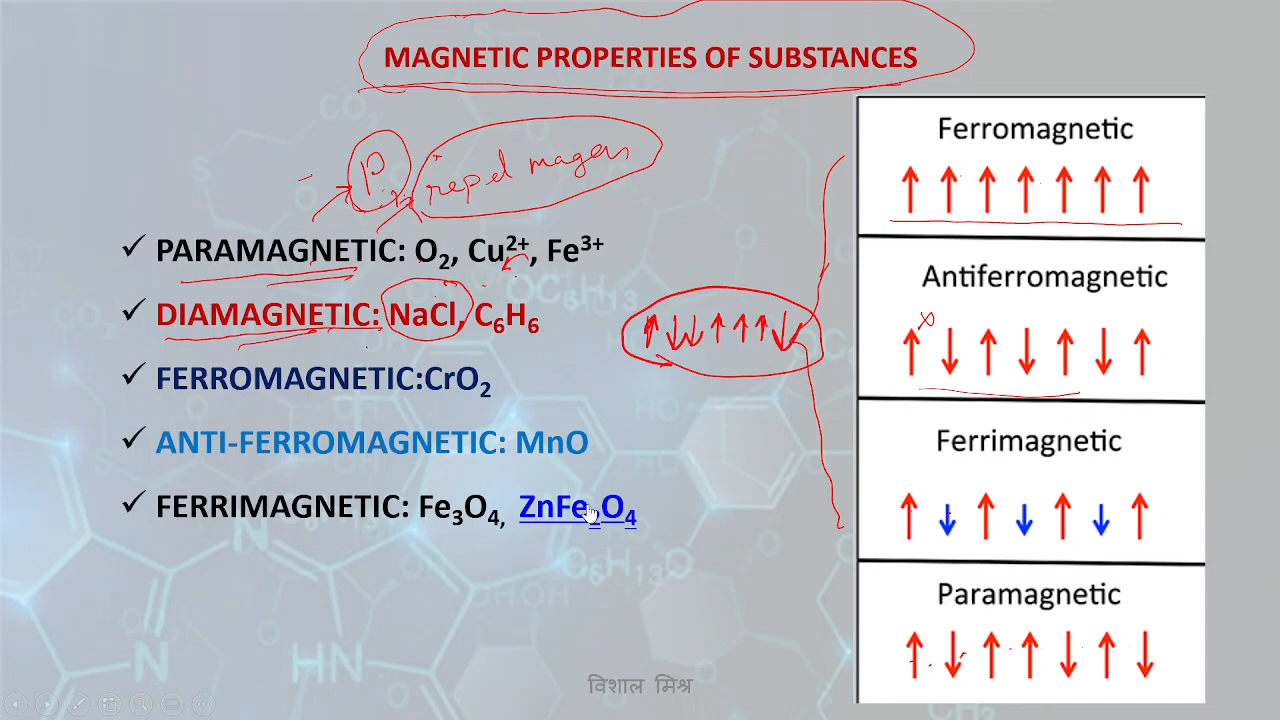 MAGNETIC PROPERTIES OF SUBSTANCES
P
repel magen
✓ PARAMAGNETIC: O₂, Cu²⁺, Fe³⁺
✓ DIAMAGNETIC: NaCl, C₆H₆
✓ FERROMAGNETIC:CrO₂
✓ ANTI-FERROMAGNETIC: MnO
✓ FERRIMAGNETIC: Fe₃O₄, ZnFe₂O₄
Ferromagnetic
↑ ↑ ↑ ↑ ↑ ↑ ↑
Antiferromagnetic
↑ ↓ ↑ ↓ ↑ ↓ ↑
Ferrimagnetic
↑ ↓ ↑ ↓ ↑ ↓ ↑
Paramagnetic
↑ ↓ ↑ ↑ ↓ ↑ ↓
विशाल मिश्र